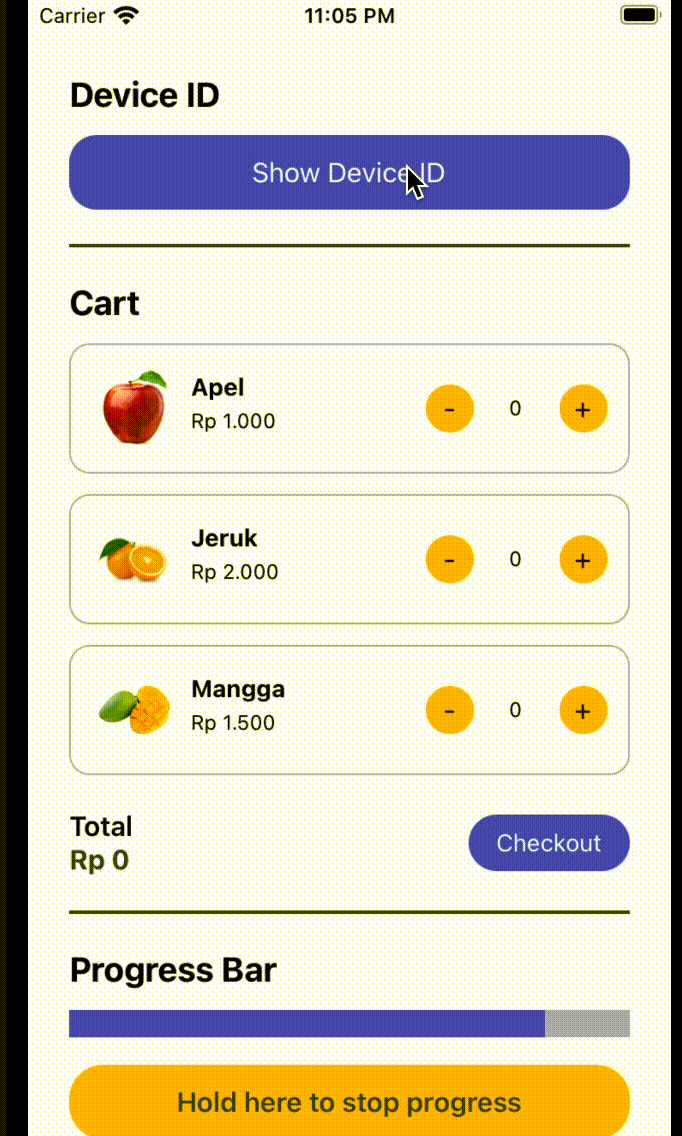 Carrier 11:05 PM
Device ID
Show Device ID
Cart
Apel
Rp 1.000
- 0 +
Jeruk
Rp 2.000
- 0 +
Mangga
Rp 1.500
- 0 +
Total
Rp 0
Checkout
Progress Bar
Hold here to stop progress